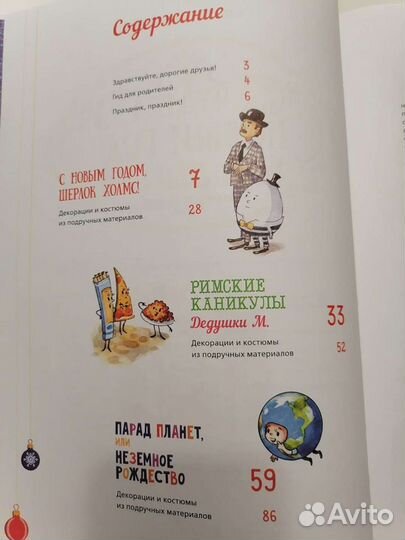 Содержание
Здравствуйте, дорогие друзья! 3
Гид для родителей 4
Праздник, праздник! 6
С НОВЫМ ГОДОМ,
ШЕРЛОК ХОЛМС! 7
Декорации и костюмы
из подручных материалов 28
РИМСКИЕ
КАНИКУЛЫ
Дедушки М. 33
Декорации и костюмы
из подручных материалов 52
ПАРАД ПЛАНЕТ,
ИЛИ
НЕЗЕМНОЕ
РОЖДЕСТВО 59
Декорации и костюмы
из подручных материалов 86
Avito